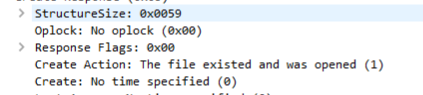 StructureSize: 0x0059
Oplock: No oplock (0x00)
Response Flags: 0x00
Create Action: The file existed and was opened (1)
Create: No time specified (0)